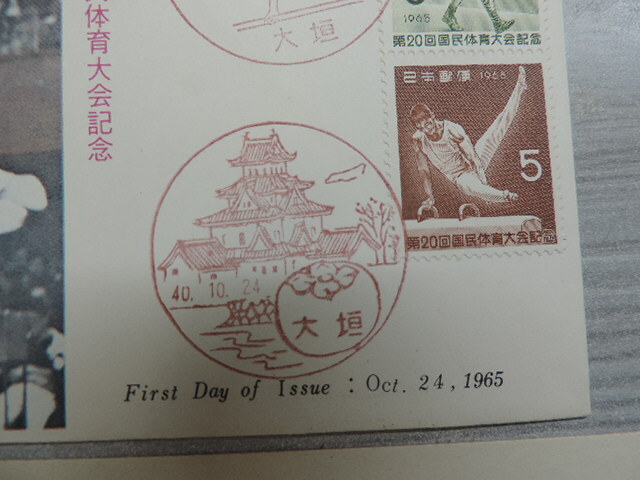 体育大会記念
大垣
1965
第20回国民体育大会記念
日本郵便 1965
5
第20回国民体育大会記念
40. 10. 24
大垣
First Day of Issue : Oct. 24, 1965